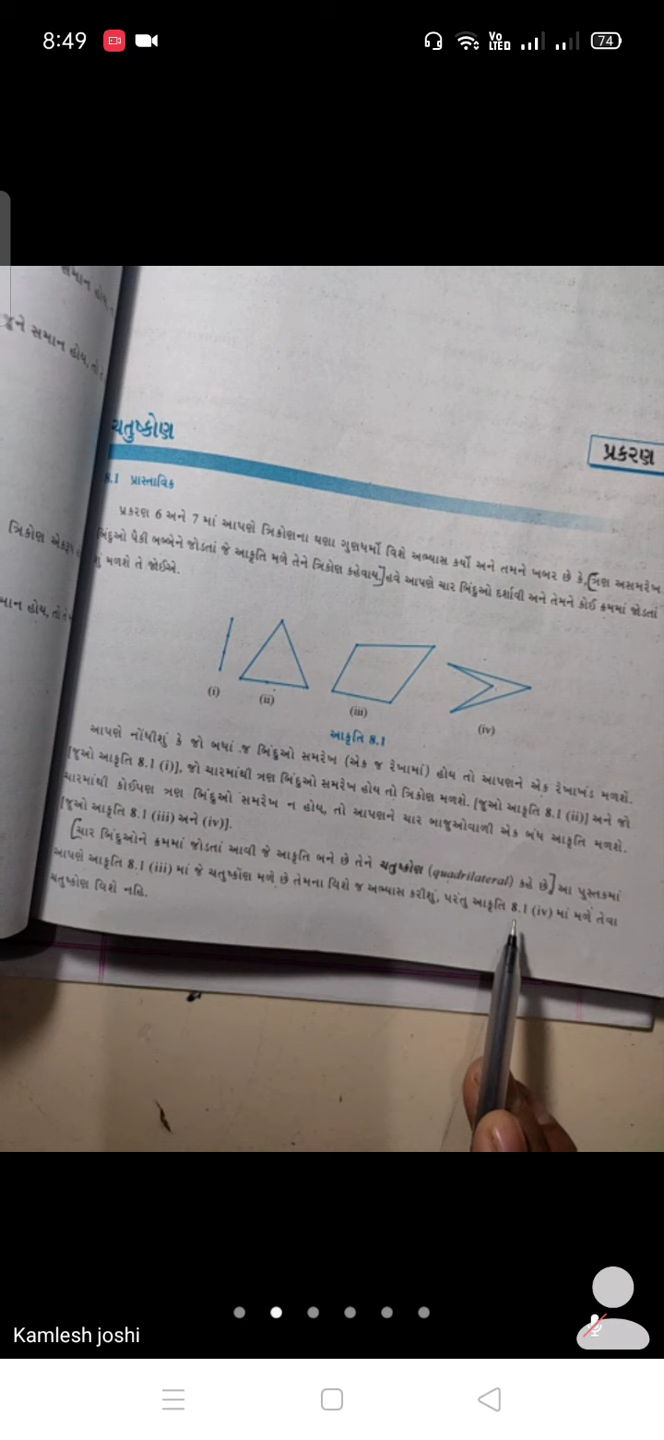 8:49
Vo
LTE
74
સમાન હોય,
જુને સમાન હોય, તો
ત્રિકોણ એકરૂપ
માન હોય, તો તે
ચતુષ્કોણ
પ્રકરણ
8.1 પ્રાસ્તાવિક
પ્રકરણ 6 અને 7 માં આપણે ત્રિકોણના ઘણા ગુણધર્મો વિશે અભ્યાસ કર્યો અને તમને ખબર છે કે, [ત્રણ અસમરેખ
બિંદુઓ પૈકી બબ્બેને જોડતાં જે આકૃતિ મળે તેને ત્રિકોણ કહેવાય.] હવે આપણે ચાર બિંદુઓ દર્શાવી અને તેમને કોઈ ક્રમમાં જોડતાં
શું મળશે તે જોઈએ.
(i)
(ii)
(iii)
(iv)
આકૃતિ 8.1
આપણે નોંધીશું કે જો બધાં જ બિંદુઓ સમરેખ (એક જ રેખામાં) હોય તો આપણને એક રેખાખંડ મળશે.
[જુઓ આકૃતિ 8.1 (i)], જો ચારમાંથી ત્રણ બિંદુઓ સમરેખ હોય તો ત્રિકોણ મળશે. [જુઓ આકૃતિ 8.1 (ii)] અને જો
ચારમાંથી કોઈપણ ત્રણ બિંદુઓ સમરેખ ન હોય, તો આપણને ચાર બાજુઓવાળી એક બંધ આકૃતિ મળશે.
[જુઓ આકૃતિ 8.1 (iii) અને (iv)].
[ચાર બિંદુઓને ક્રમમાં જોડતાં આવી જે આકૃતિ બને છે તેને ચતુષ્કોણ (quadrilateral) કહે છે.] આ પુસ્તકમાં
આપણે આકૃતિ 8.1 (iii) માં જે ચતુષ્કોણ મળે છે તેમના વિશે જ અભ્યાસ કરીશું, પરંતુ આકૃતિ 8.1 (iv) માં મળે તેવા
ચતુષ્કોણ વિશે નહિ.
Kamlesh joshi